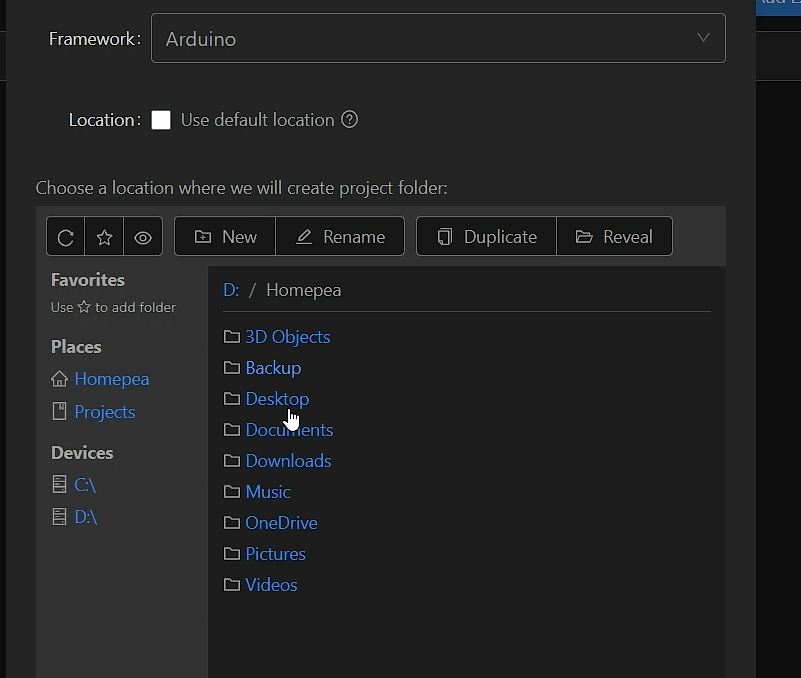 Framework:
Arduino
Location:
Use default location
Choose a location where we will create project folder:
New
Rename
Duplicate
Reveal
Favorites
Use ☆ to add folder
Places
Homepea
Projects
Devices
C:\
D:\
D: / Homepea
3D Objects
Backup
Desktop
Documents
Downloads
Music
OneDrive
Pictures
Videos